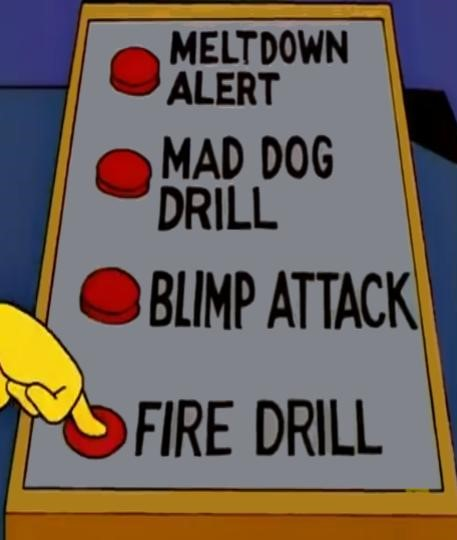 MELTDOWN
ALERT
MAD DOG
DRILL
BLIMP ATTACK
FIRE DRILL